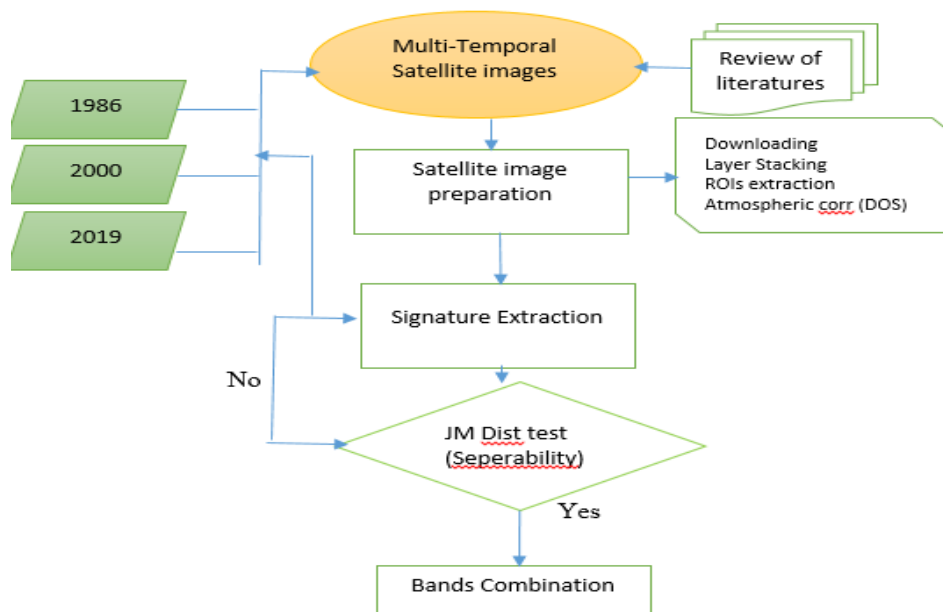 Multi-Temporal
Satellite images
Review of
literatures
1986
2000
2019
Satellite image
preparation
Downloading
Layer Stacking
ROIs extraction
Atmospheric corr (DOS)
Signature Extraction
No
JM Dist test
(Seperability)
Yes
Bands Combination